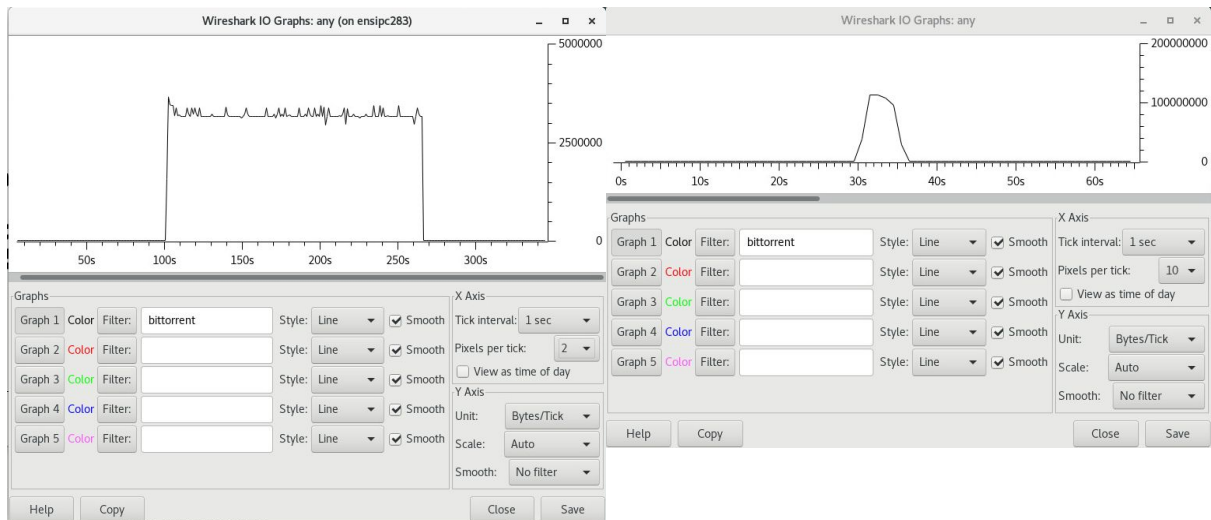 Wireshark IO Graphs: any (on ensipc283)
5000000
2500000
0
50s 100s 150s 200s 250s 300s
Graphs
Graph 1 Color Filter: bittorrent Style: Line Smooth
Graph 2 Color Filter: Style: Line Smooth
Graph 3 Color Filter: Style: Line Smooth
Graph 4 Color Filter: Style: Line Smooth
Graph 5 Color Filter: Style: Line Smooth
X Axis
Tick interval: 1 sec
Pixels per tick: 2
View as time of day
Y Axis
Unit: Bytes/Tick
Scale: Auto
Smooth: No filter
Help Copy Close Save
Wireshark IO Graphs: any
200000000
100000000
0
0s 10s 20s 30s 40s 50s 60s
Graphs
Graph 1 Color Filter: bittorrent Style: Line Smooth
Graph 2 Color Filter: Style: Line Smooth
Graph 3 Color Filter: Style: Line Smooth
Graph 4 Color Filter: Style: Line Smooth
Graph 5 Color Filter: Style: Line Smooth
X Axis
Tick interval: 1 sec
Pixels per tick: 10
View as time of day
Y Axis
Unit: Bytes/Tick
Scale: Auto
Smooth: No filter
Help Copy Close Save